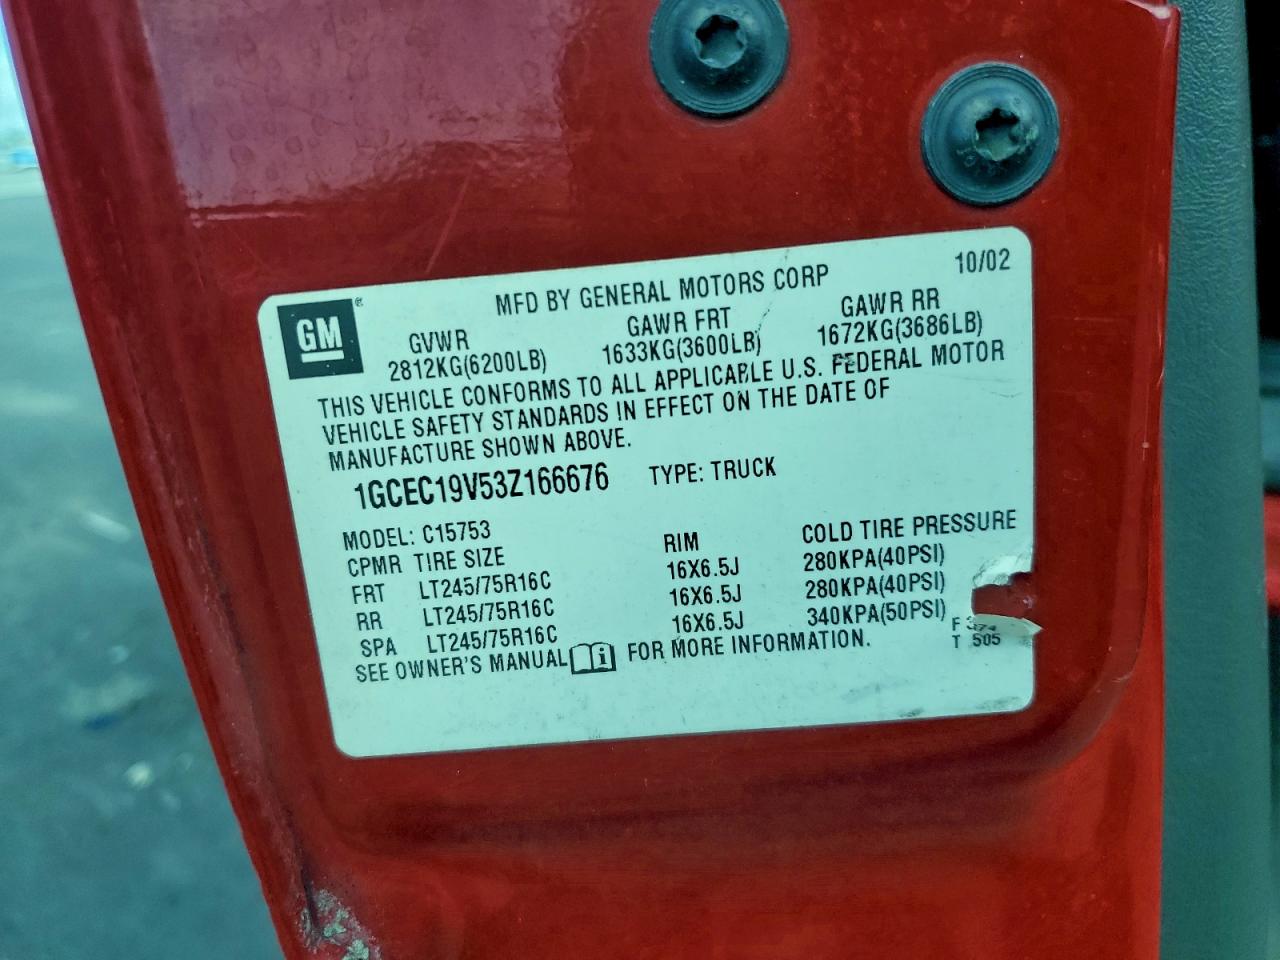 MFD BY GENERAL MOTORS CORP 10/02
GM ®
GVWR GAWR FRT GAWR RR
2812KG(6200LB) 1633KG(3600LB) 1672KG(3686LB)
THIS VEHICLE CONFORMS TO ALL APPLICABLE U.S. FEDERAL MOTOR
VEHICLE SAFETY STANDARDS IN EFFECT ON THE DATE OF
MANUFACTURE SHOWN ABOVE.
1GCEC19V53Z166676 TYPE: TRUCK
MODEL: C15753
CPMR TIRE SIZE RIM COLD TIRE PRESSURE
FRT LT245/75R16C 16X6.5J 280KPA(40PSI)
RR LT245/75R16C 16X6.5J 280KPA(40PSI)
SPA LT245/75R16C 16X6.5J 340KPA(50PSI)
SEE OWNER'S MANUAL i FOR MORE INFORMATION.
F
T 505